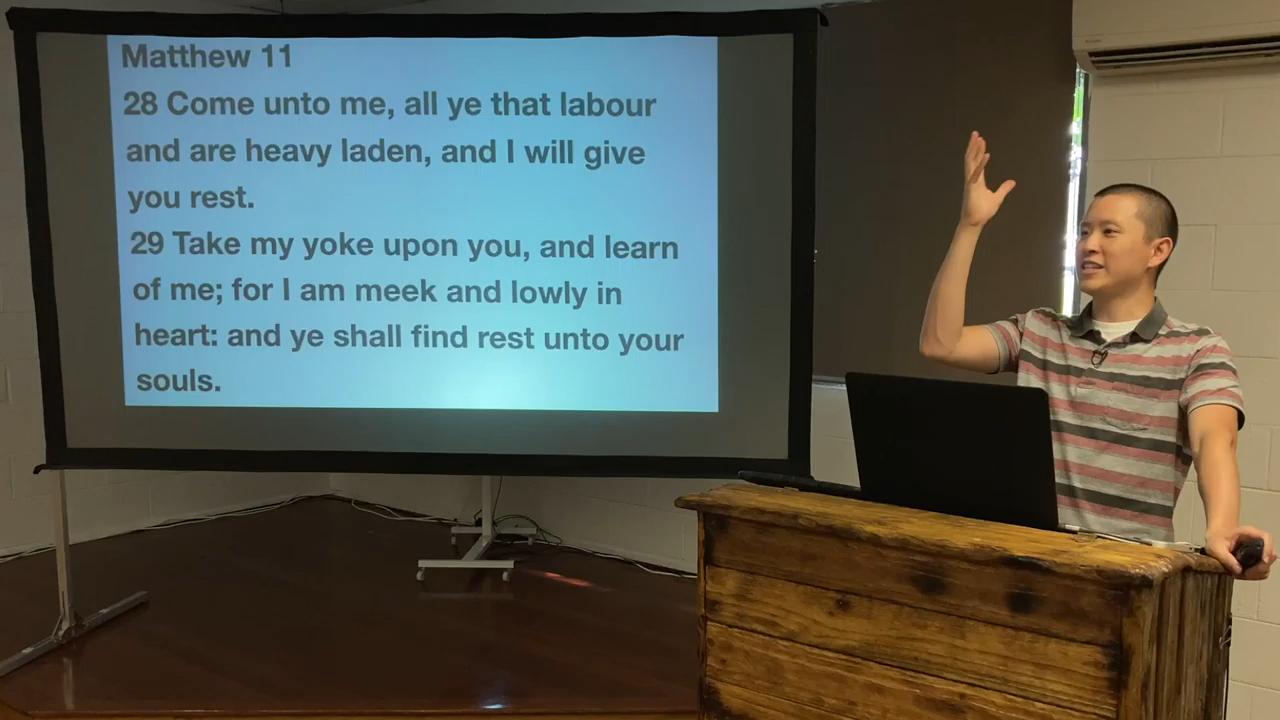 Matthew 11
28 Come unto me, all ye that labour
and are heavy laden, and I will give
you rest.
29 Take my yoke upon you, and learn
of me; for I am meek and lowly in
heart: and ye shall find rest unto your
souls.